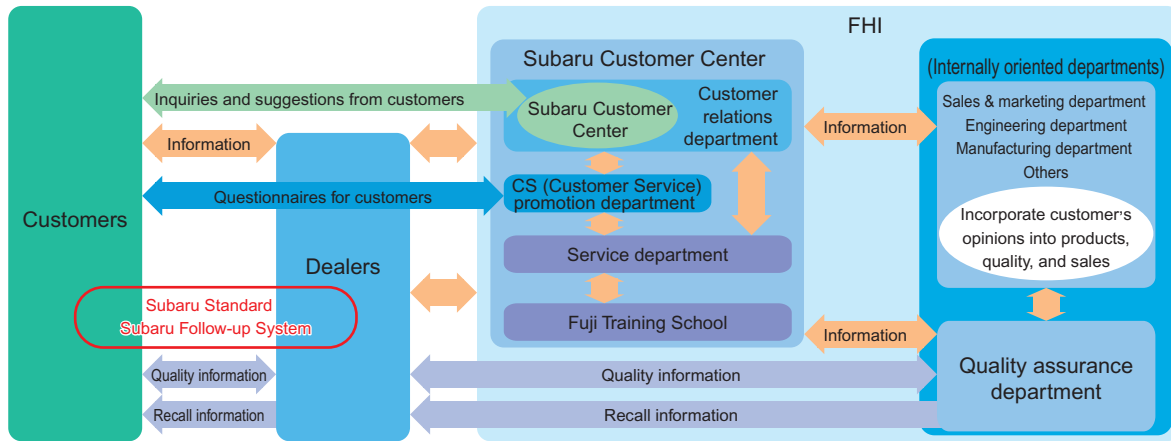 FHI
Subaru Customer Center
(Internally oriented departments)
Inquiries and suggestions from customers
Subaru Customer
Center
Customer
relations
department
Information
Information
Sales & marketing department
Engineering department
Manufacturing department
Others
Questionnaires for customers
CS (Customer Service)
promotion department
Customers
Incorporate customer's
opinions into products,
quality, and sales
Dealers
Service department
Subaru Standard
Subaru Follow-up System
Fuji Training School
Information
Quality information
Quality information
Quality assurance
department
Recall information
Recall information